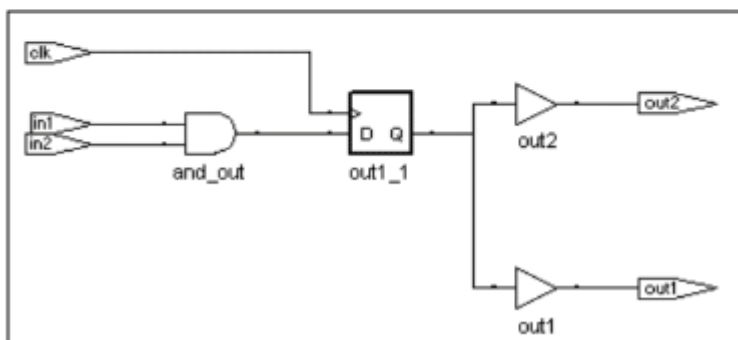 clk
in1
in2
and_out
D Q
out1_1
out2
out2
out1
out1